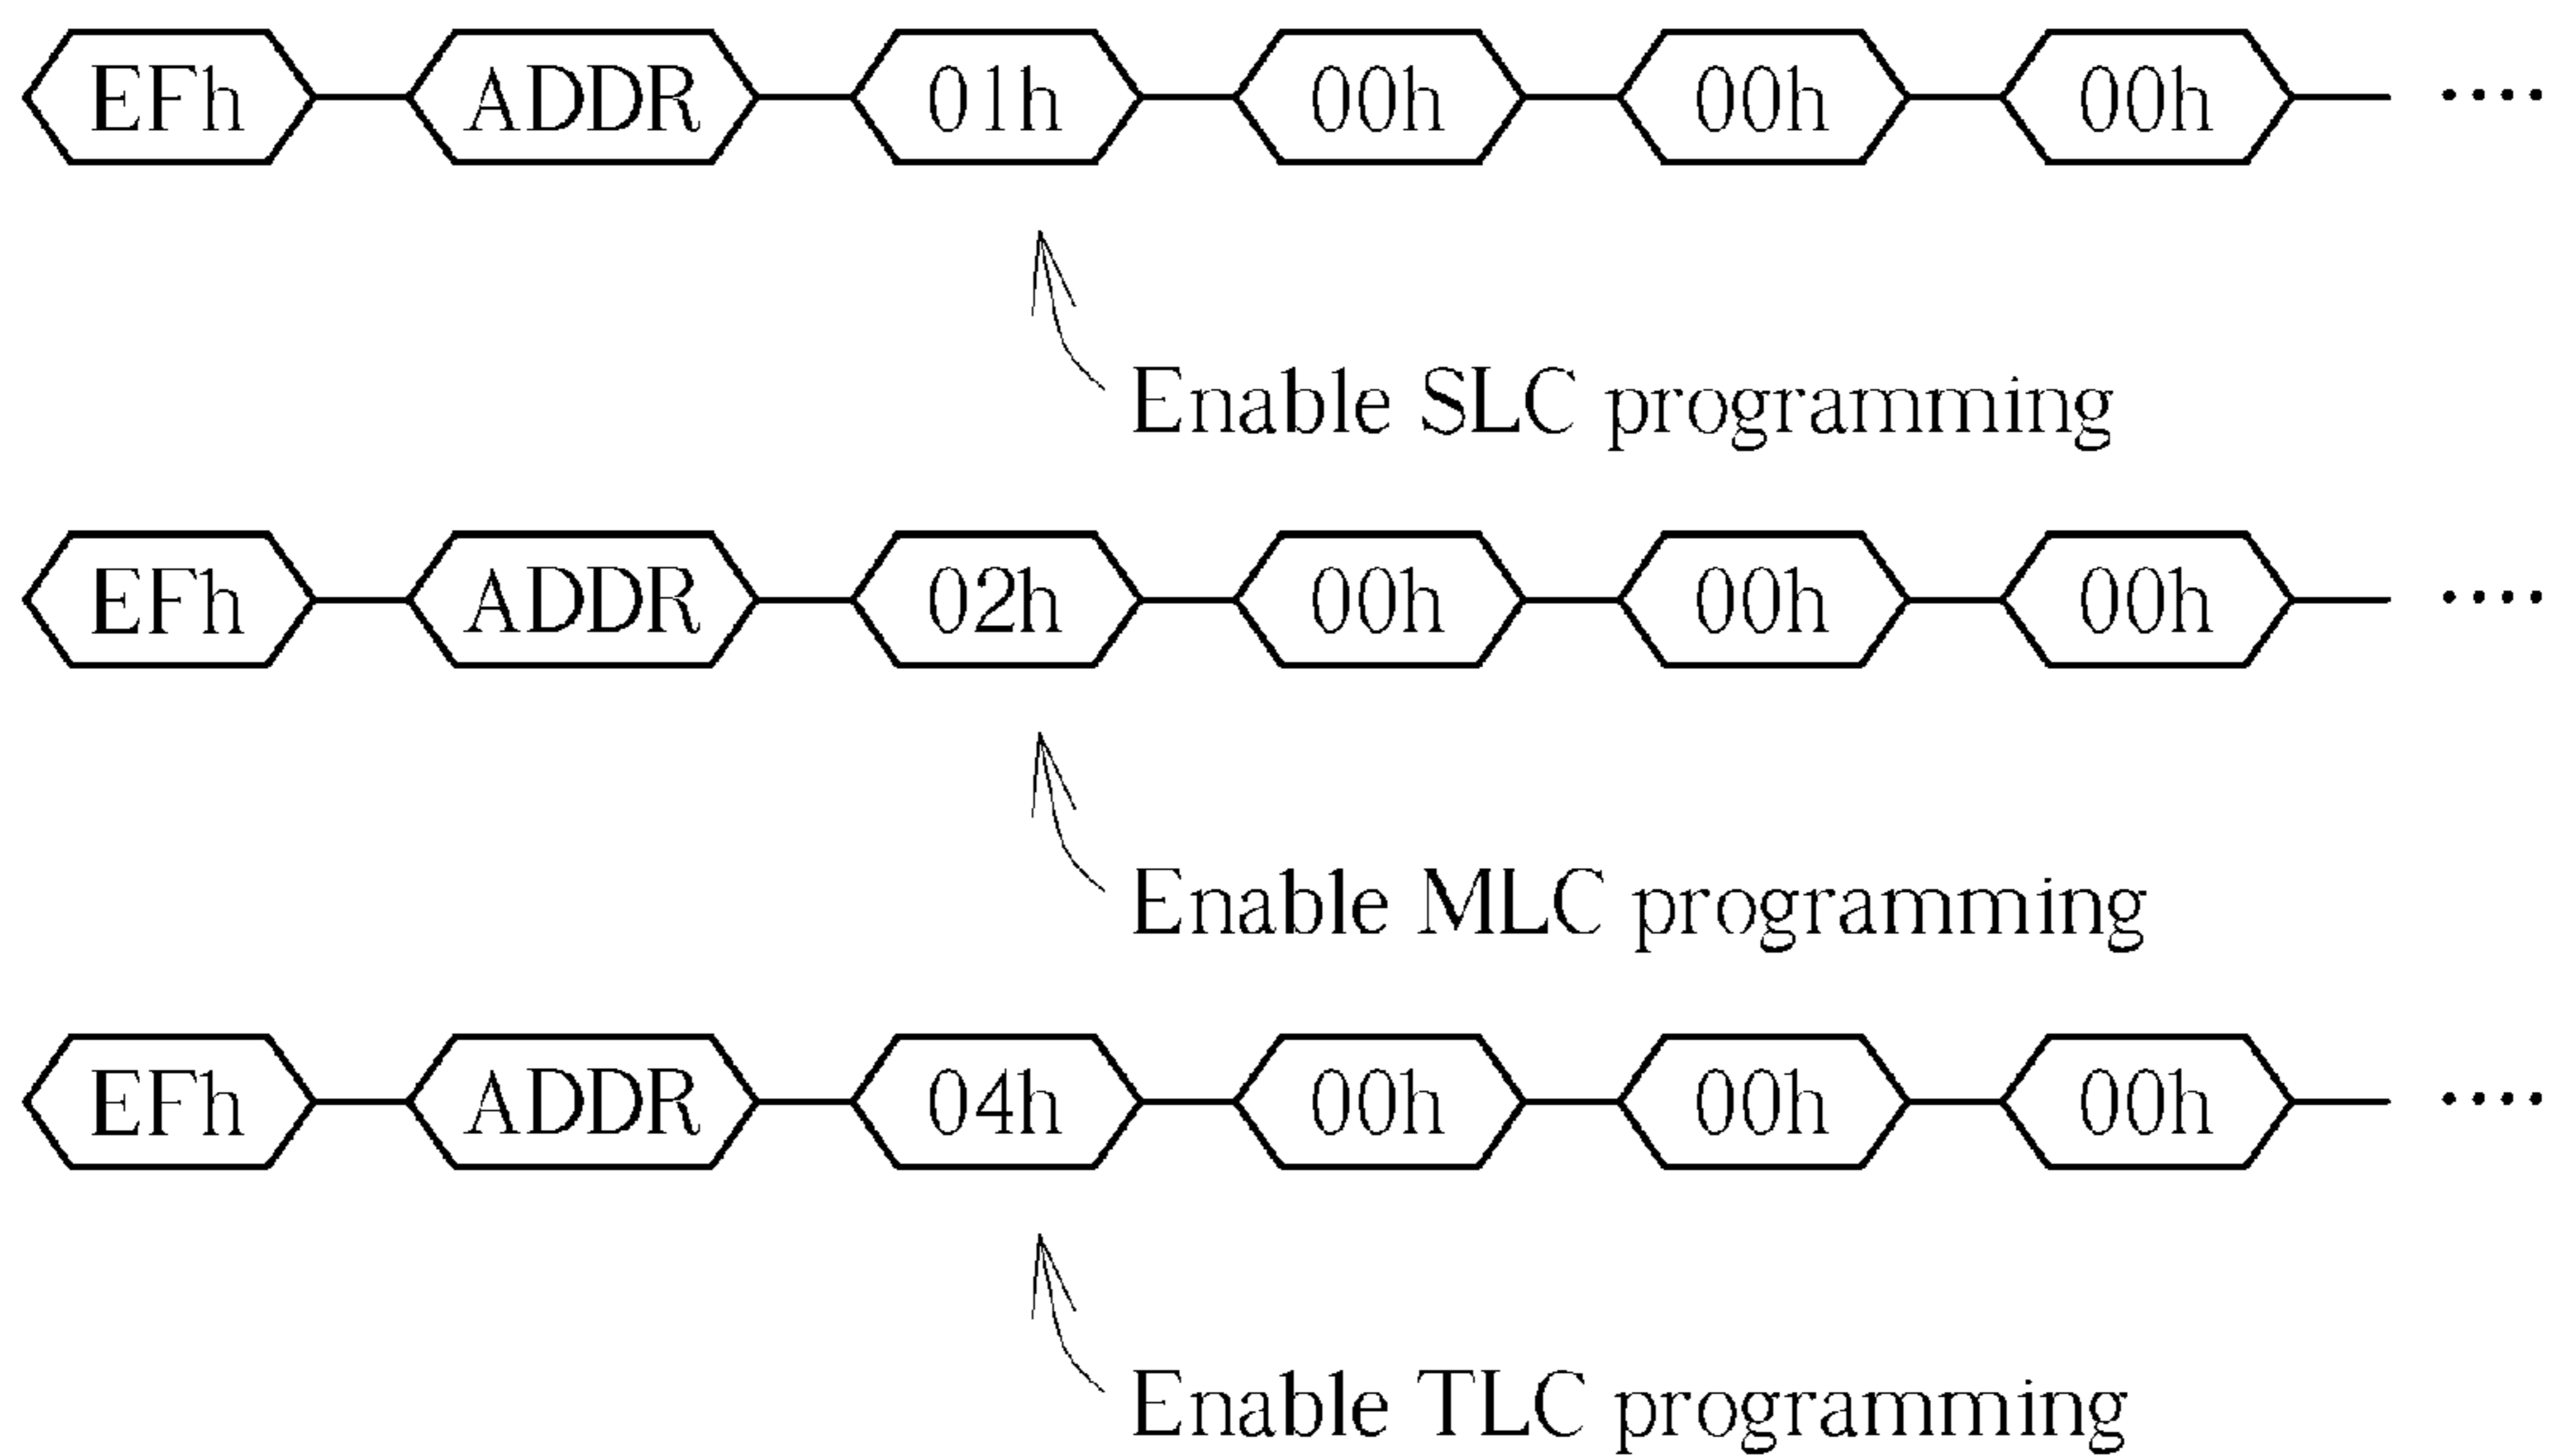 EFh ADDR 01h 00h 00h 00h ····
Enable SLC programming
EFh ADDR 02h 00h 00h 00h ····
Enable MLC programming
EFh ADDR 04h 00h 00h 00h ····
Enable TLC programming